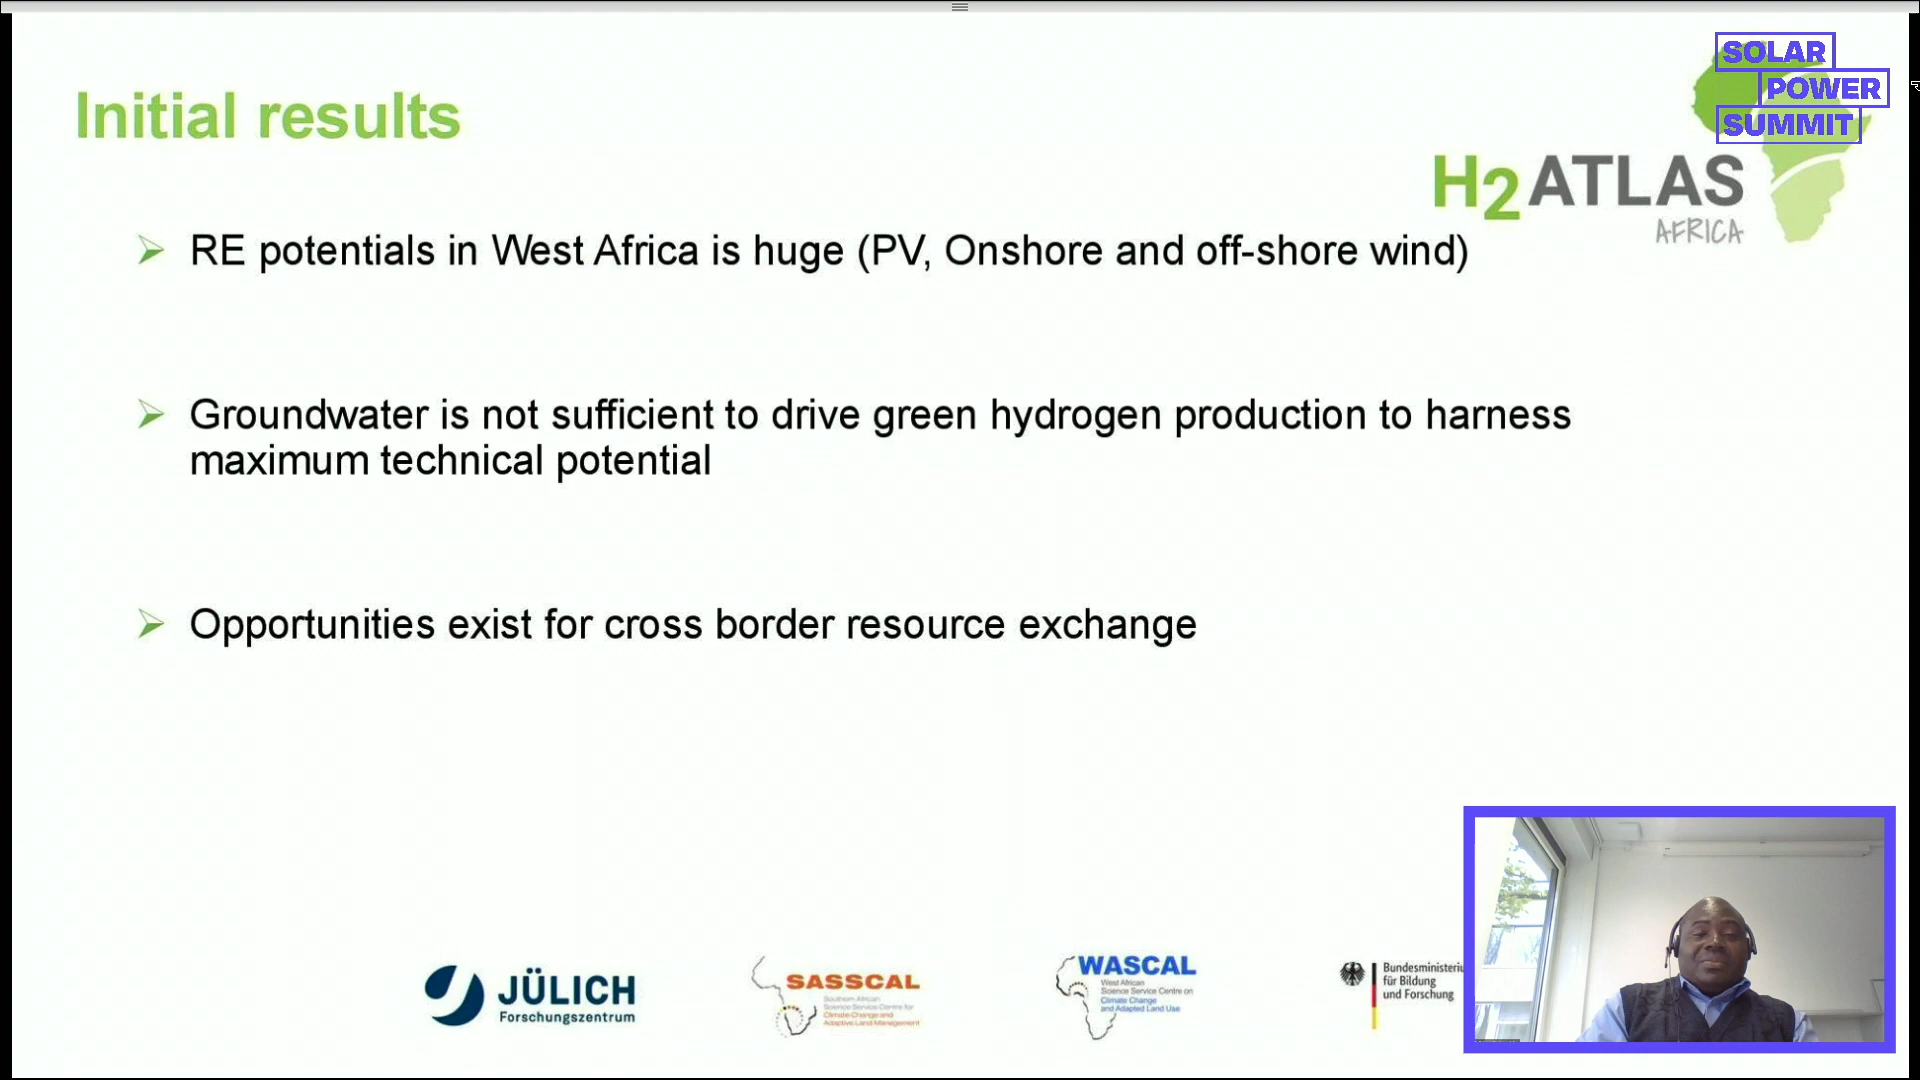 SOLAR
POWER
SUMMIT
Initial results
H2ATLAS
AFRICA
RE potentials in West Africa is huge (PV, Onshore and off-shore wind)
Groundwater is not sufficient to drive green hydrogen production to harness
maximum technical potential
Opportunities exist for cross border resource exchange
JÜLICH
Forschungszentrum
SASSCAL
Southern African
Science Service Centre for
Climate Change and
Adaptive Land Management
WASCAL
West African
Science Service Centre on
Climate Change
and Adapted Land Use
Bundesministeriu
für Bildung
und Forschung